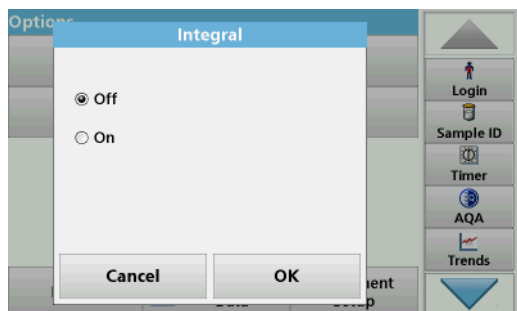 Options
Integral
Off
On
Cancel
OK
Login
Sample ID
Timer
AQA
Trends